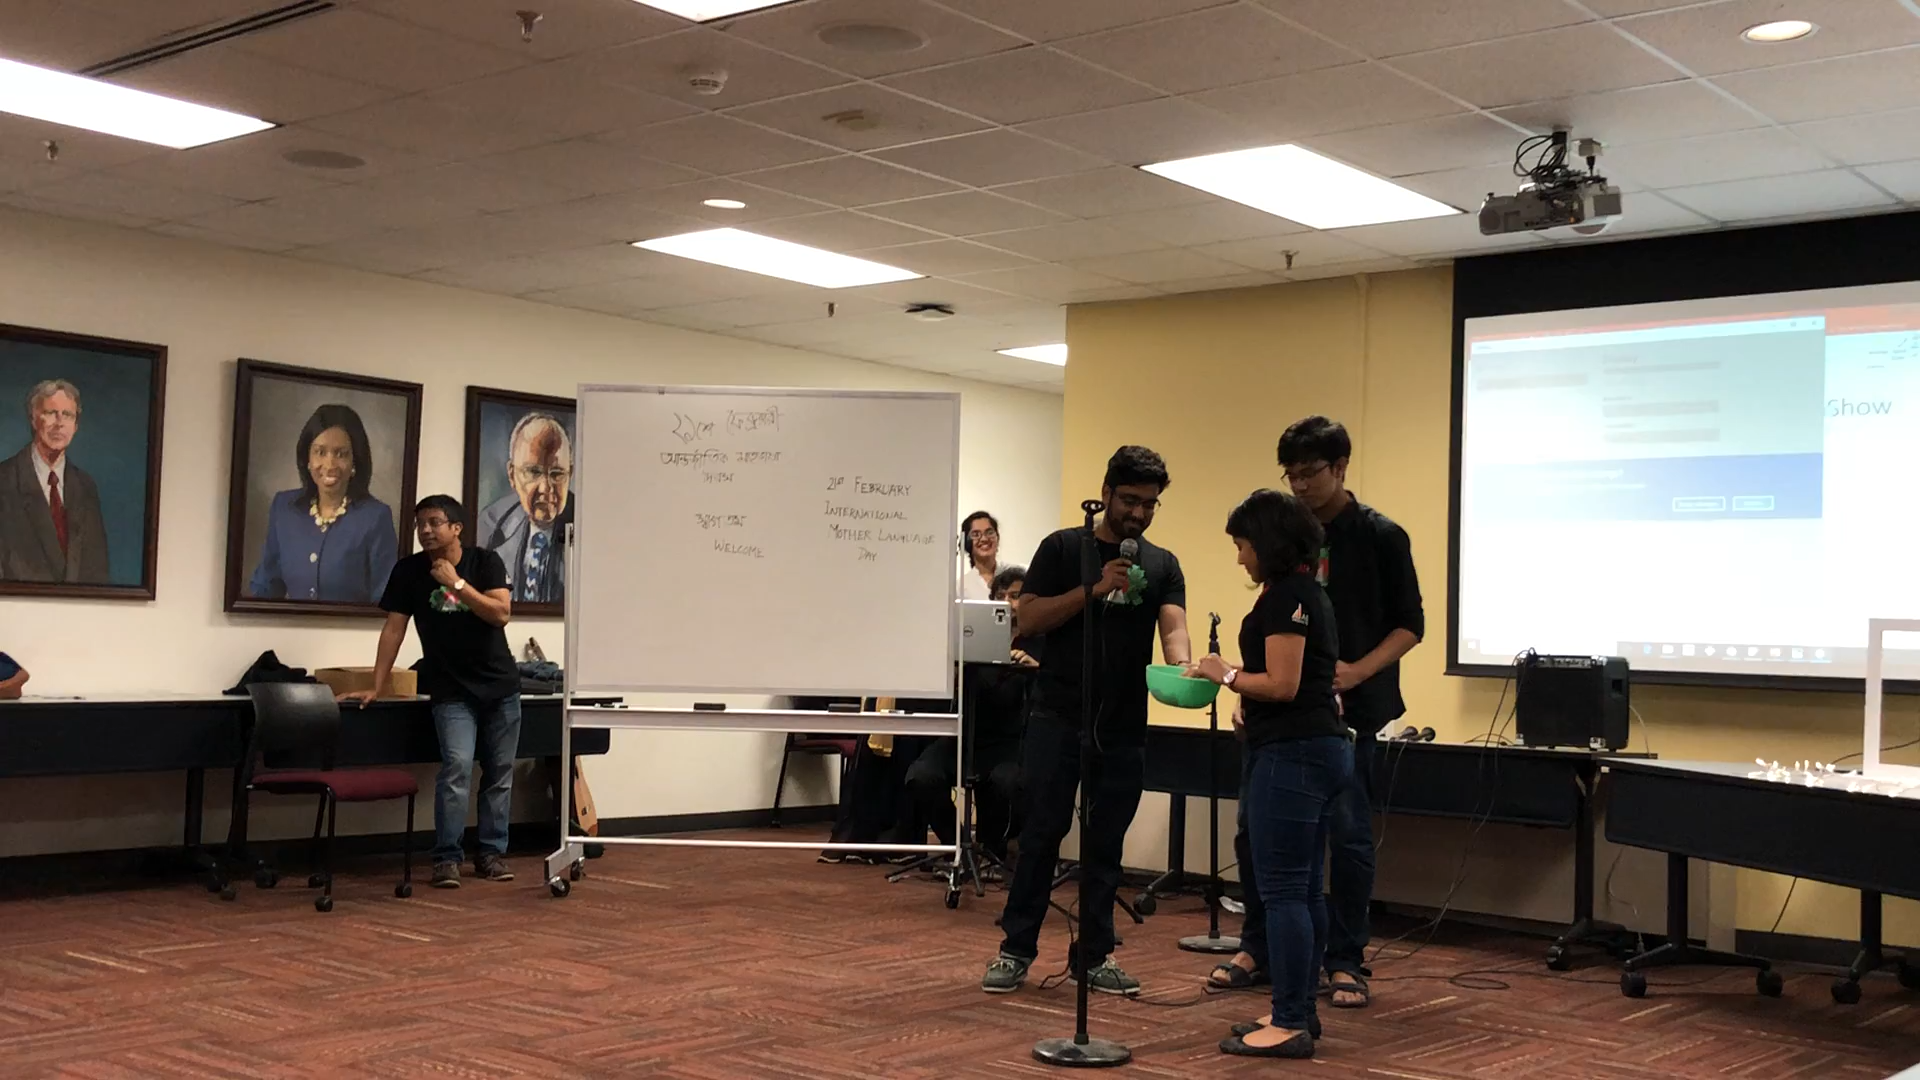 ২১শে ফেব্রুয়ারী
আন্তর্জাতিক মাতৃভাষা
দিবস
স্বাগতম
WELCOME
21st FEBRUARY
INTERNATIONAL
MOTHER LANGUAGE
DAY
Show